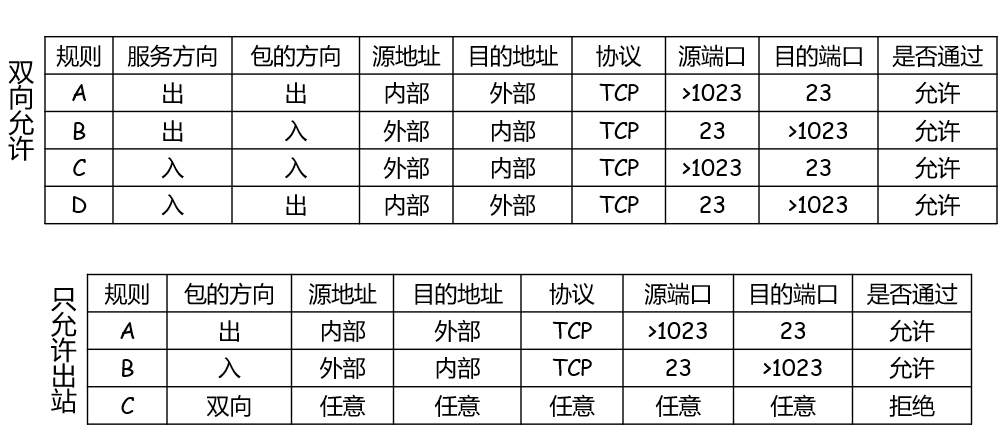 双向允许
规则 服务方向 包的方向 源地址 目的地址 协议 源端口 目的端口 是否通过
A 出 出 内部 外部 TCP >1023 23 允许
B 出 入 外部 内部 TCP 23 >1023 允许
C 入 入 外部 内部 TCP >1023 23 允许
D 入 出 内部 外部 TCP 23 >1023 允许
只允许出站
规则 包的方向 源地址 目的地址 协议 源端口 目的端口 是否通过
A 出 内部 外部 TCP >1023 23 允许
B 入 外部 内部 TCP 23 >1023 允许
C 双向 任意 任意 任意 任意 任意 拒绝